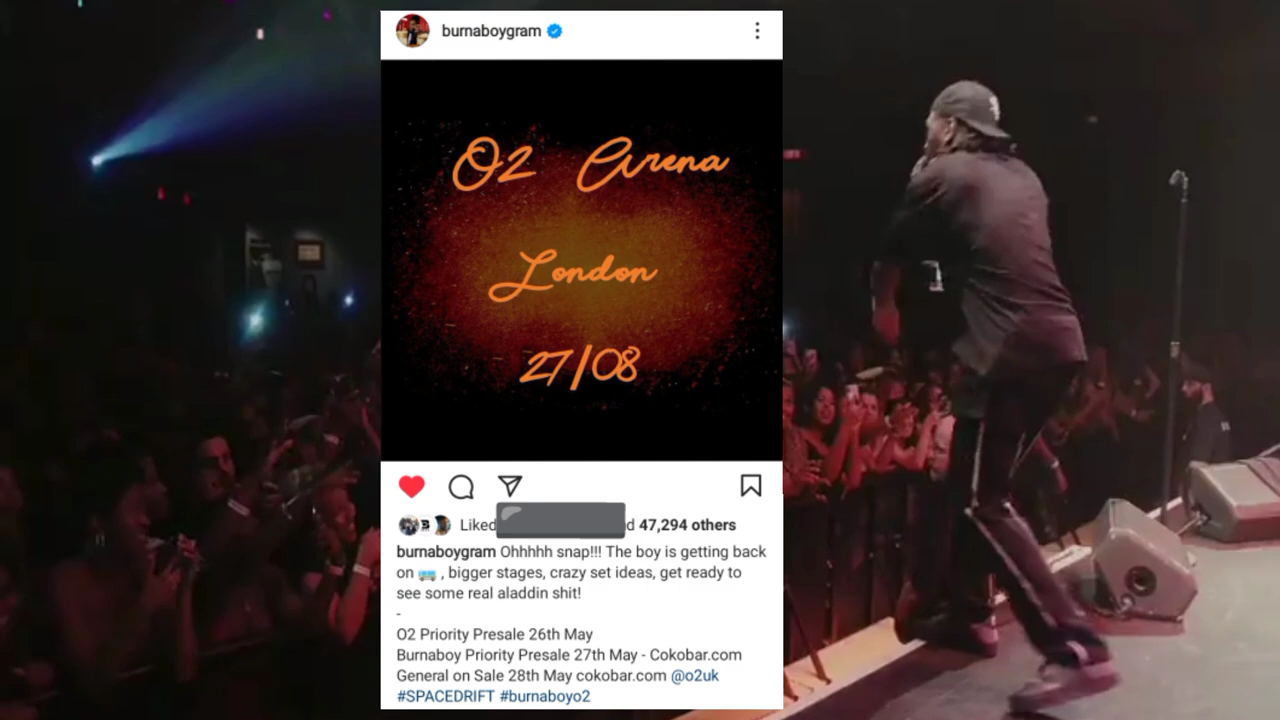 burnaboygram
O2 Arena
London
27/08
Liked d 47,294 others
burnaboygram Ohhhhh snap!!! The boy is getting back
on 🚌 , bigger stages, crazy set ideas, get ready to
see some real aladdin shit!
-
O2 Priority Presale 26th May
Burnaboy Priority Presale 27th May - Cokobar.com
General on Sale 28th May cokobar.com @o2uk
#SPACEDRIFT #burnaboyo2